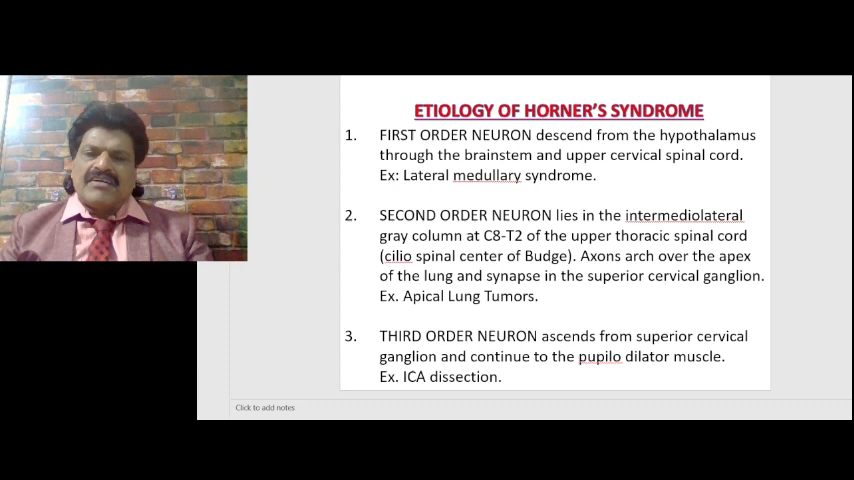 ETIOLOGY OF HORNER'S SYNDROME
1. FIRST ORDER NEURON descend from the hypothalamus
through the brainstem and upper cervical spinal cord.
Ex: Lateral medullary syndrome.
2. SECOND ORDER NEURON lies in the intermediolateral
gray column at C8-T2 of the upper thoracic spinal cord
(cilio spinal center of Budge). Axons arch over the apex
of the lung and synapse in the superior cervical ganglion.
Ex. Apical Lung Tumors.
3. THIRD ORDER NEURON ascends from superior cervical
ganglion and continue to the pupilo dilator muscle.
Ex. ICA dissection.
Click to add notes